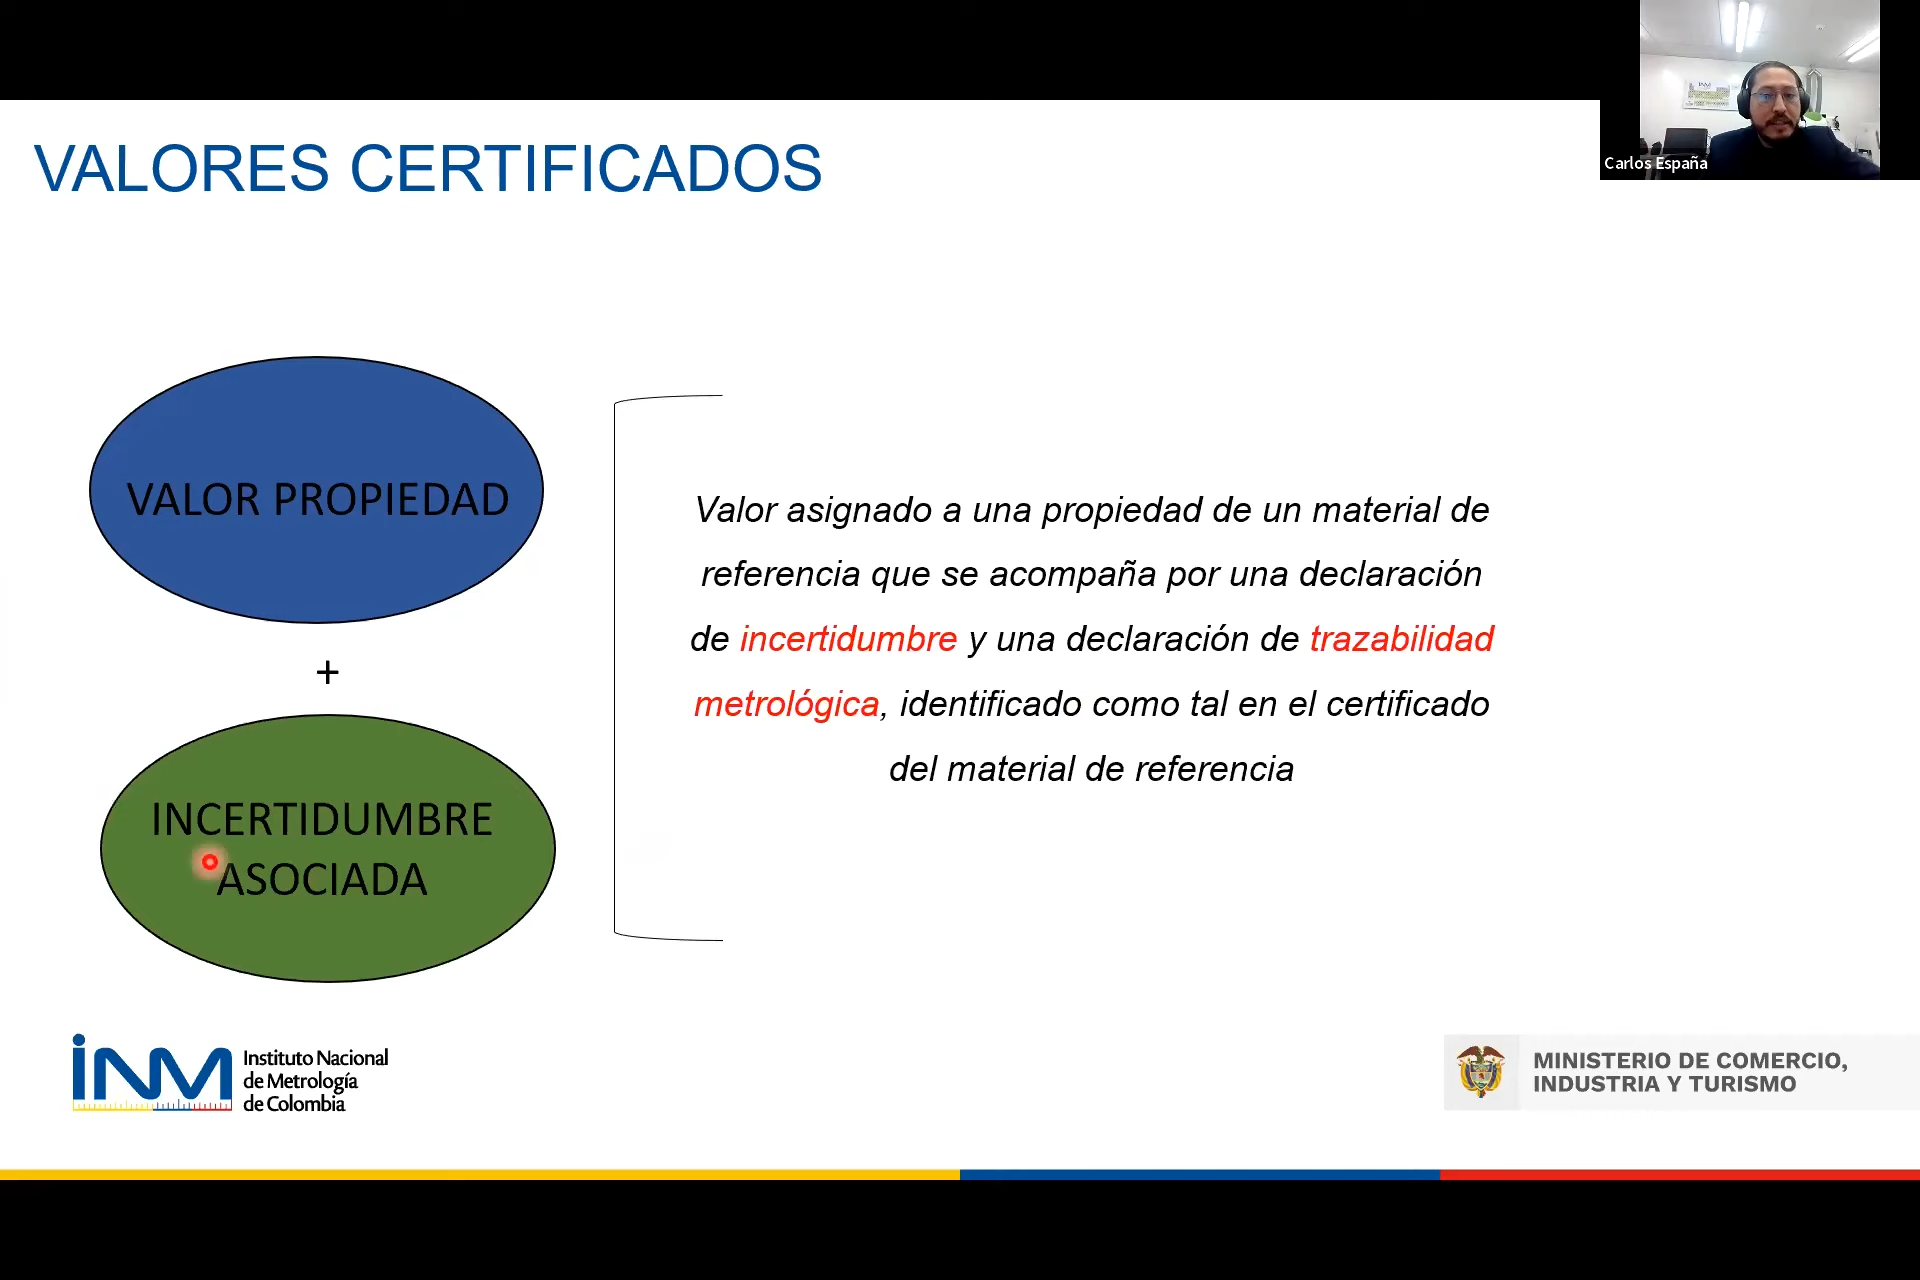 VALORES CERTIFICADOS
Carlos España
VALOR PROPIEDAD
+
INCERTIDUMBRE
ASOCIADA
Valor asignado a una propiedad de un material de
referencia que se acompaña por una declaración
de incertidumbre y una declaración de trazabilidad
metrológica, identificado como tal en el certificado
del material de referencia
INM
Instituto Nacional
de Metrología
de Colombia
MINISTERIO DE COMERCIO,
INDUSTRIA Y TURISMO